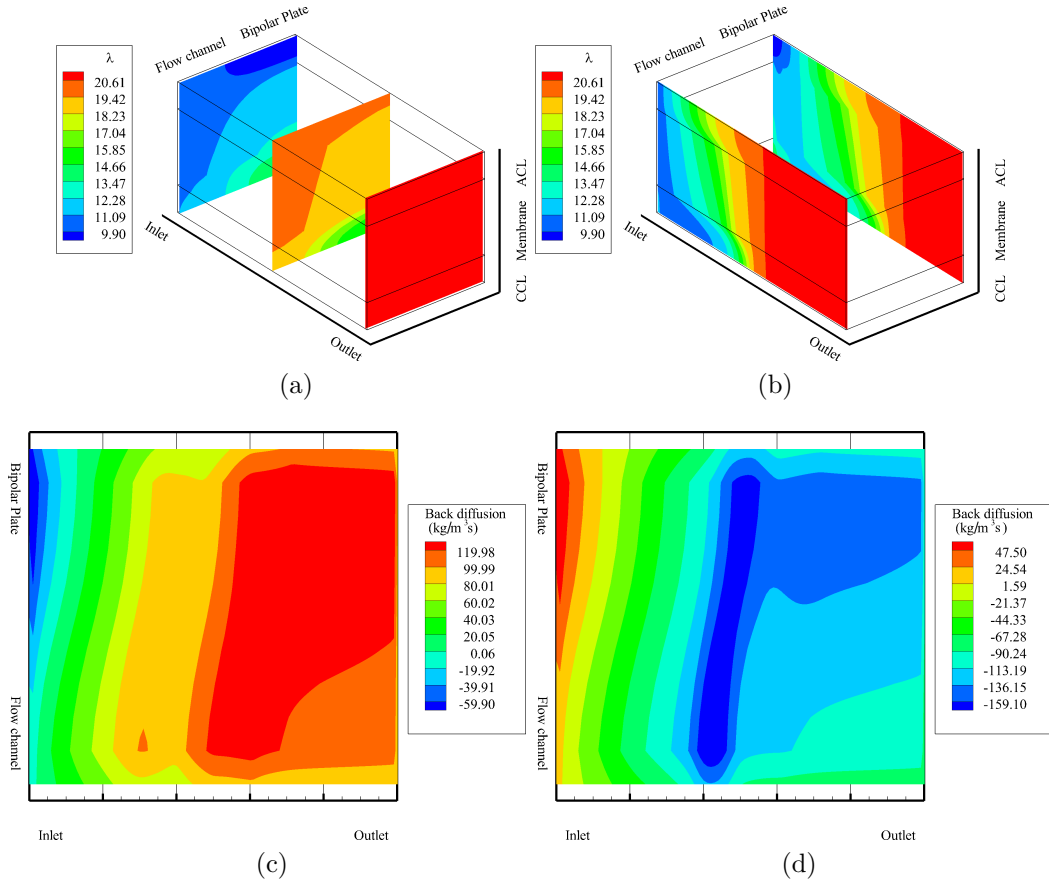 Flow channel
Bipolar Plate
λ
20.61
19.42
18.23
17.04
15.85
14.66
13.47
12.28
11.09
9.90
Inlet
Outlet
CCL Membrane ACL
(a)
Flow channel
Bipolar Plate
λ
20.61
19.42
18.23
17.04
15.85
14.66
13.47
12.28
11.09
9.90
Inlet
Outlet
CCL Membrane ACL
(b)
Bipolar Plate
Flow channel
Inlet
Outlet
Back diffusion
(kg/m³s)
119.98
99.99
80.01
60.02
40.03
20.05
0.06
-19.92
-39.91
-59.90
(c)
Bipolar Plate
Flow channel
Inlet
Outlet
Back diffusion
(kg/m³s)
47.50
24.54
1.59
-21.37
-44.33
-67.28
-90.24
-113.19
-136.15
-159.10
(d)